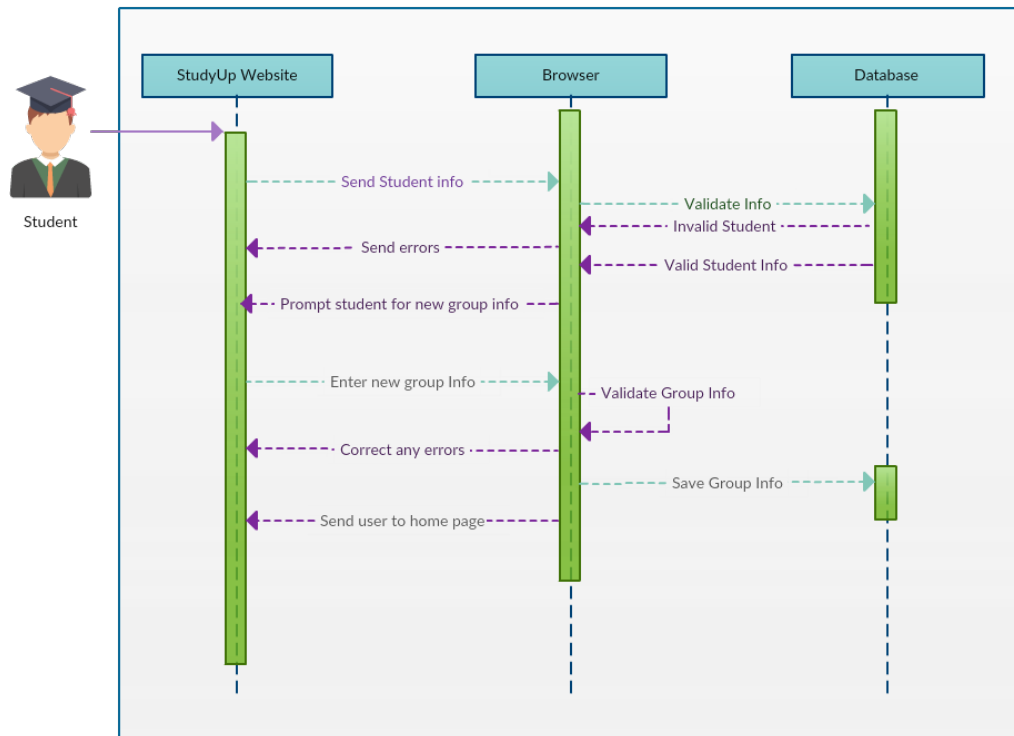 StudyUp Website
Browser
Database
Student
Send Student info
Validate Info
Invalid Student
Send errors
Valid Student Info
Prompt student for new group info
Enter new group Info
Validate Group Info
Correct any errors
Save Group Info
Send user to home page